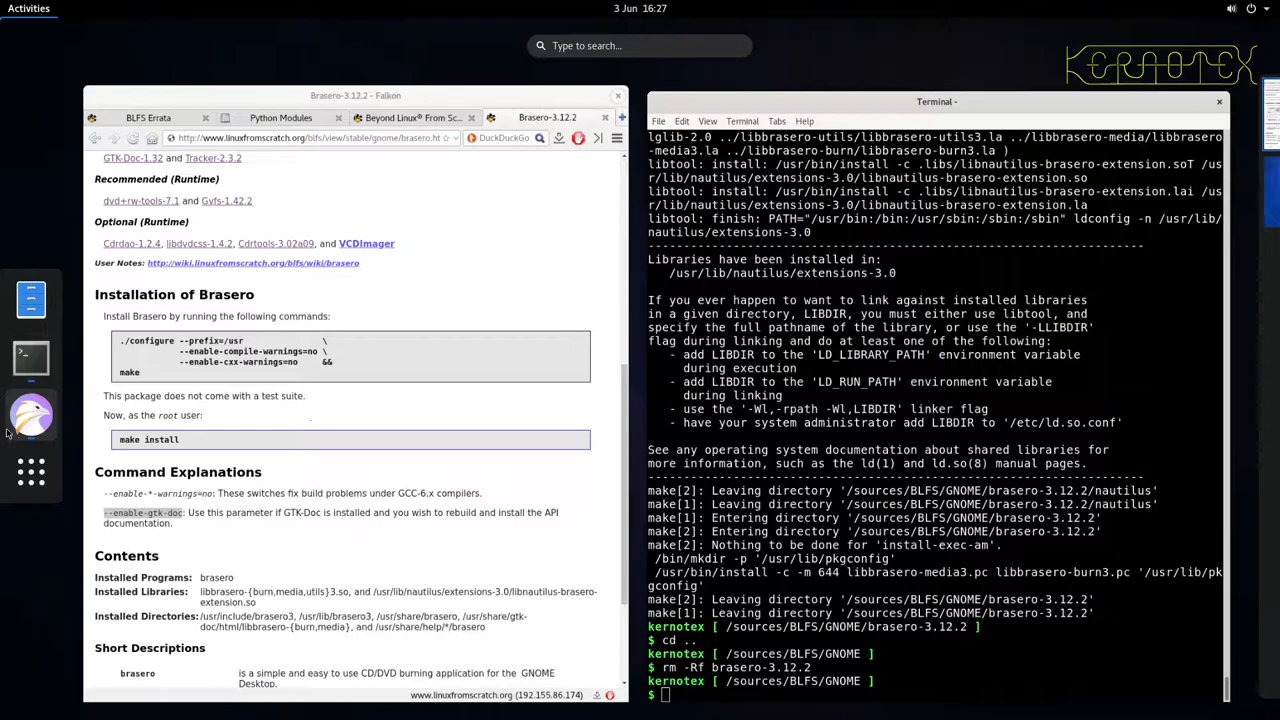 Activities
3 Jun 16:27
Type to search...
KERNOTEX
Brasero-3.12.2 - Falkon
BLFS Errata
Python Modules
Beyond Linux® From Sc...
Brasero-3.12.2
http://www.linuxfromscratch.org/blfs/view/stable/gnome/brasero.ht
DuckDuckGo
GTK-Doc-1.32 and Tracker-2.3.2
Recommended (Runtime)
dvd+rw-tools-7.1 and Gvfs-1.42.2
Optional (Runtime)
Cdrdao-1.2.4, libdvdcss-1.4.2, Cdrtools-3.02a09, and VCDImager
User Notes: http://wiki.linuxfromscratch.org/blfs/wiki/brasero
Installation of Brasero
Install Brasero by running the following commands:
./configure --prefix=/usr \
--enable-compile-warnings=no \
--enable-cxx-warnings=no &&
make
This package does not come with a test suite.
Now, as the root user:
make install
Command Explanations
--enable-*-warnings=no: These switches fix build problems under GCC-6.x compilers.
--enable-gtk-doc: Use this parameter if GTK-Doc is installed and you wish to rebuild and install the API
documentation.
Contents
Installed Programs: brasero
Installed Libraries: libbrasero-{burn,media,utils}3.so, and /usr/lib/nautilus/extensions-3.0/libnautilus-brasero-
extension.so
Installed Directories: /usr/include/brasero3, /usr/lib/brasero3, /usr/share/brasero, /usr/share/gtk-
doc/html/libbrasero-{burn,media}, and /usr/share/help/*/brasero
Short Descriptions
brasero is a simple and easy to use CD/DVD burning application for the GNOME
Desktop.
www.linuxfromscratch.org (192.155.86.174)
Terminal -
File Edit View Terminal Tabs Help
lglib-2.0 ../libbrasero-utils/libbrasero-utils3.la ../libbrasero-media/libbrasero
-media3.la ../libbrasero-burn/libbrasero-burn3.la )
libtool: install: /usr/bin/install -c .libs/libnautilus-brasero-extension.soT /us
r/lib/nautilus/extensions-3.0/libnautilus-brasero-extension.so
libtool: install: /usr/bin/install -c .libs/libnautilus-brasero-extension.lai /us
r/lib/nautilus/extensions-3.0/libnautilus-brasero-extension.la
libtool: finish: PATH="/usr/bin:/bin:/usr/sbin:/sbin:/sbin" ldconfig -n /usr/lib/
nautilus/extensions-3.0
----------------------------------------------------------------------
Libraries have been installed in:
/usr/lib/nautilus/extensions-3.0
If you ever happen to want to link against installed libraries
in a given directory, LIBDIR, you must either use libtool, and
specify the full pathname of the library, or use the '-LLIBDIR'
flag during linking and do at least one of the following:
- add LIBDIR to the 'LD_LIBRARY_PATH' environment variable
during execution
- add LIBDIR to the 'LD_RUN_PATH' environment variable
during linking
- use the '-Wl,-rpath -Wl,LIBDIR' linker flag
- have your system administrator add LIBDIR to '/etc/ld.so.conf'
See any operating system documentation about shared libraries for
more information, such as the ld(1) and ld.so(8) manual pages.
----------------------------------------------------------------------
make[2]: Leaving directory '/sources/BLFS/GNOME/brasero-3.12.2/nautilus'
make[1]: Leaving directory '/sources/BLFS/GNOME/brasero-3.12.2/nautilus'
make[1]: Entering directory '/sources/BLFS/GNOME/brasero-3.12.2'
make[2]: Entering directory '/sources/BLFS/GNOME/brasero-3.12.2'
make[2]: Nothing to be done for 'install-exec-am'.
/bin/mkdir -p '/usr/lib/pkgconfig'
/usr/bin/install -c -m 644 libbrasero-media3.pc libbrasero-burn3.pc '/usr/lib/pk
gconfig'
make[2]: Leaving directory '/sources/BLFS/GNOME/brasero-3.12.2'
make[1]: Leaving directory '/sources/BLFS/GNOME/brasero-3.12.2'
kernotex [ /sources/BLFS/GNOME/brasero-3.12.2 ]
$ cd ..
kernotex [ /sources/BLFS/GNOME ]
$ rm -Rf brasero-3.12.2
kernotex [ /sources/BLFS/GNOME ]
$